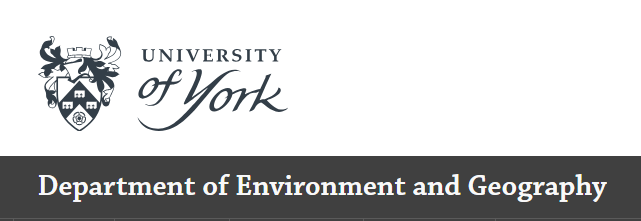 UNIVERSITY
of York
Department of Environment and Geography